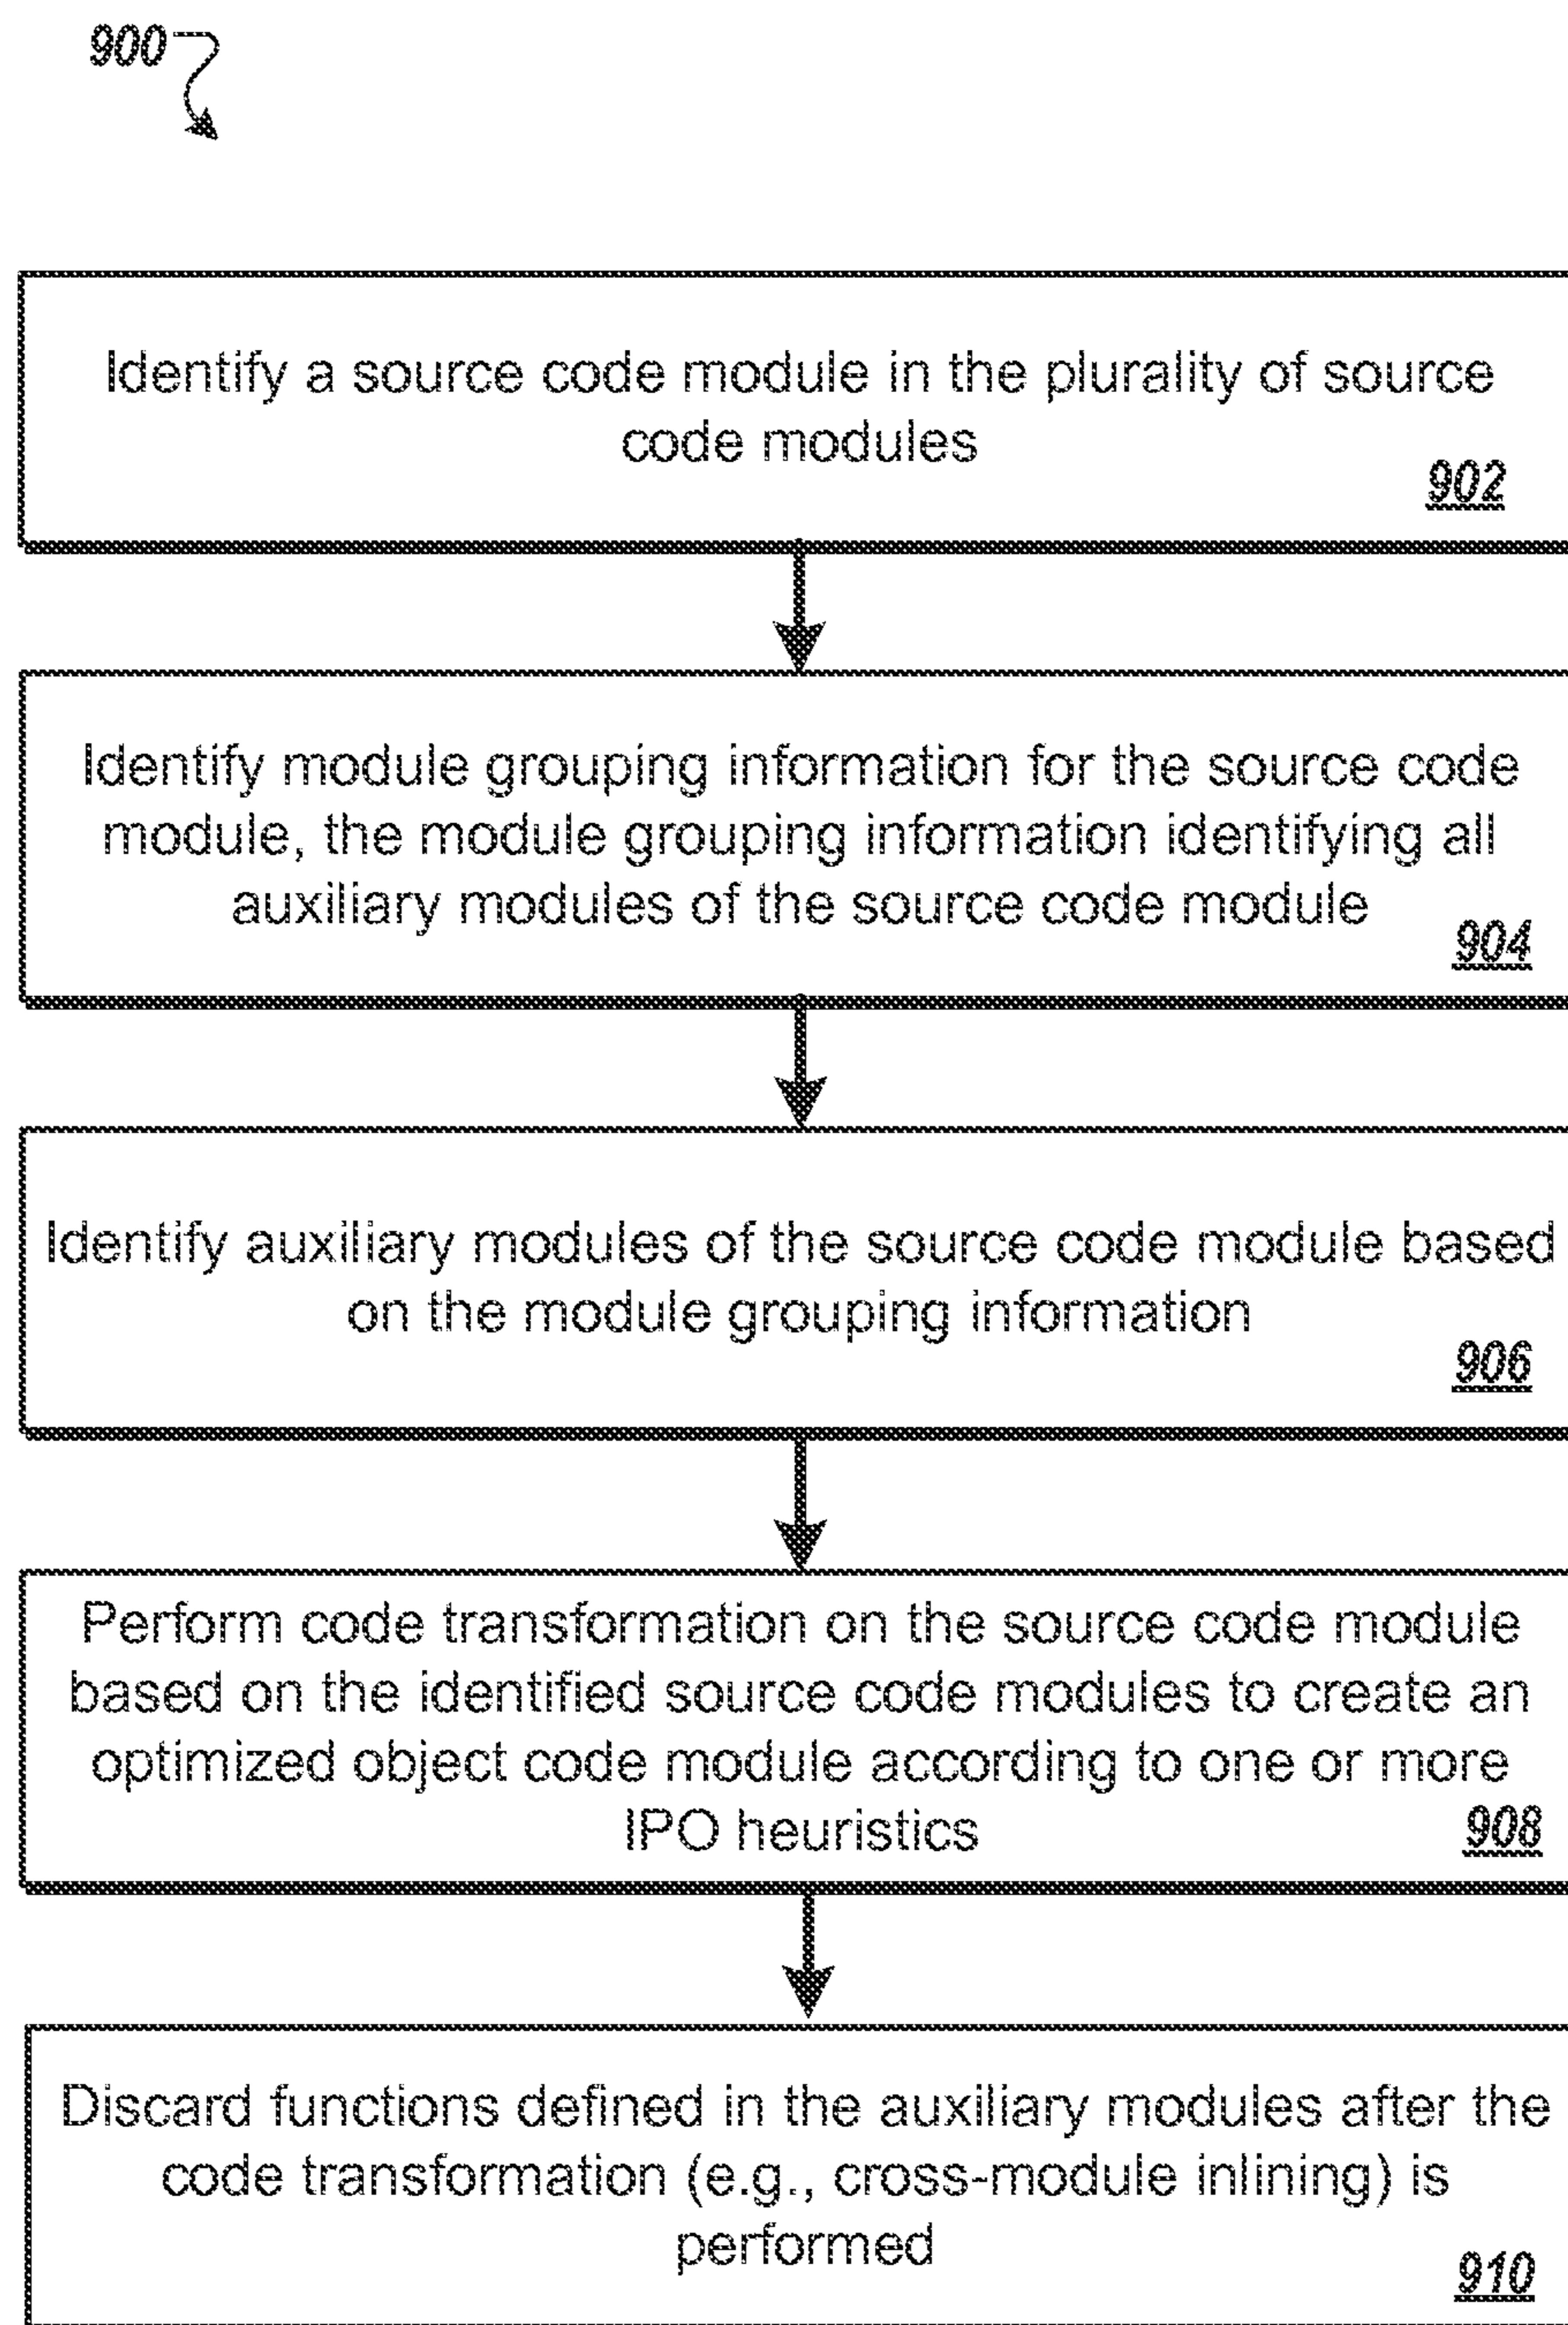 900
Identify a source code module in the plurality of source
code modules
902
Identify module grouping information for the source code
module, the module grouping information identifying all
auxiliary modules of the source code module
904
Identify auxiliary modules of the source code module based
on the module grouping information
906
Perform code transformation on the source code module
based on the identified source code modules to create an
optimized object code module according to one or more
IPO heuristics
908
Discard functions defined in the auxiliary modules after the
code transformation (e.g., cross-module inlining) is
performed
910